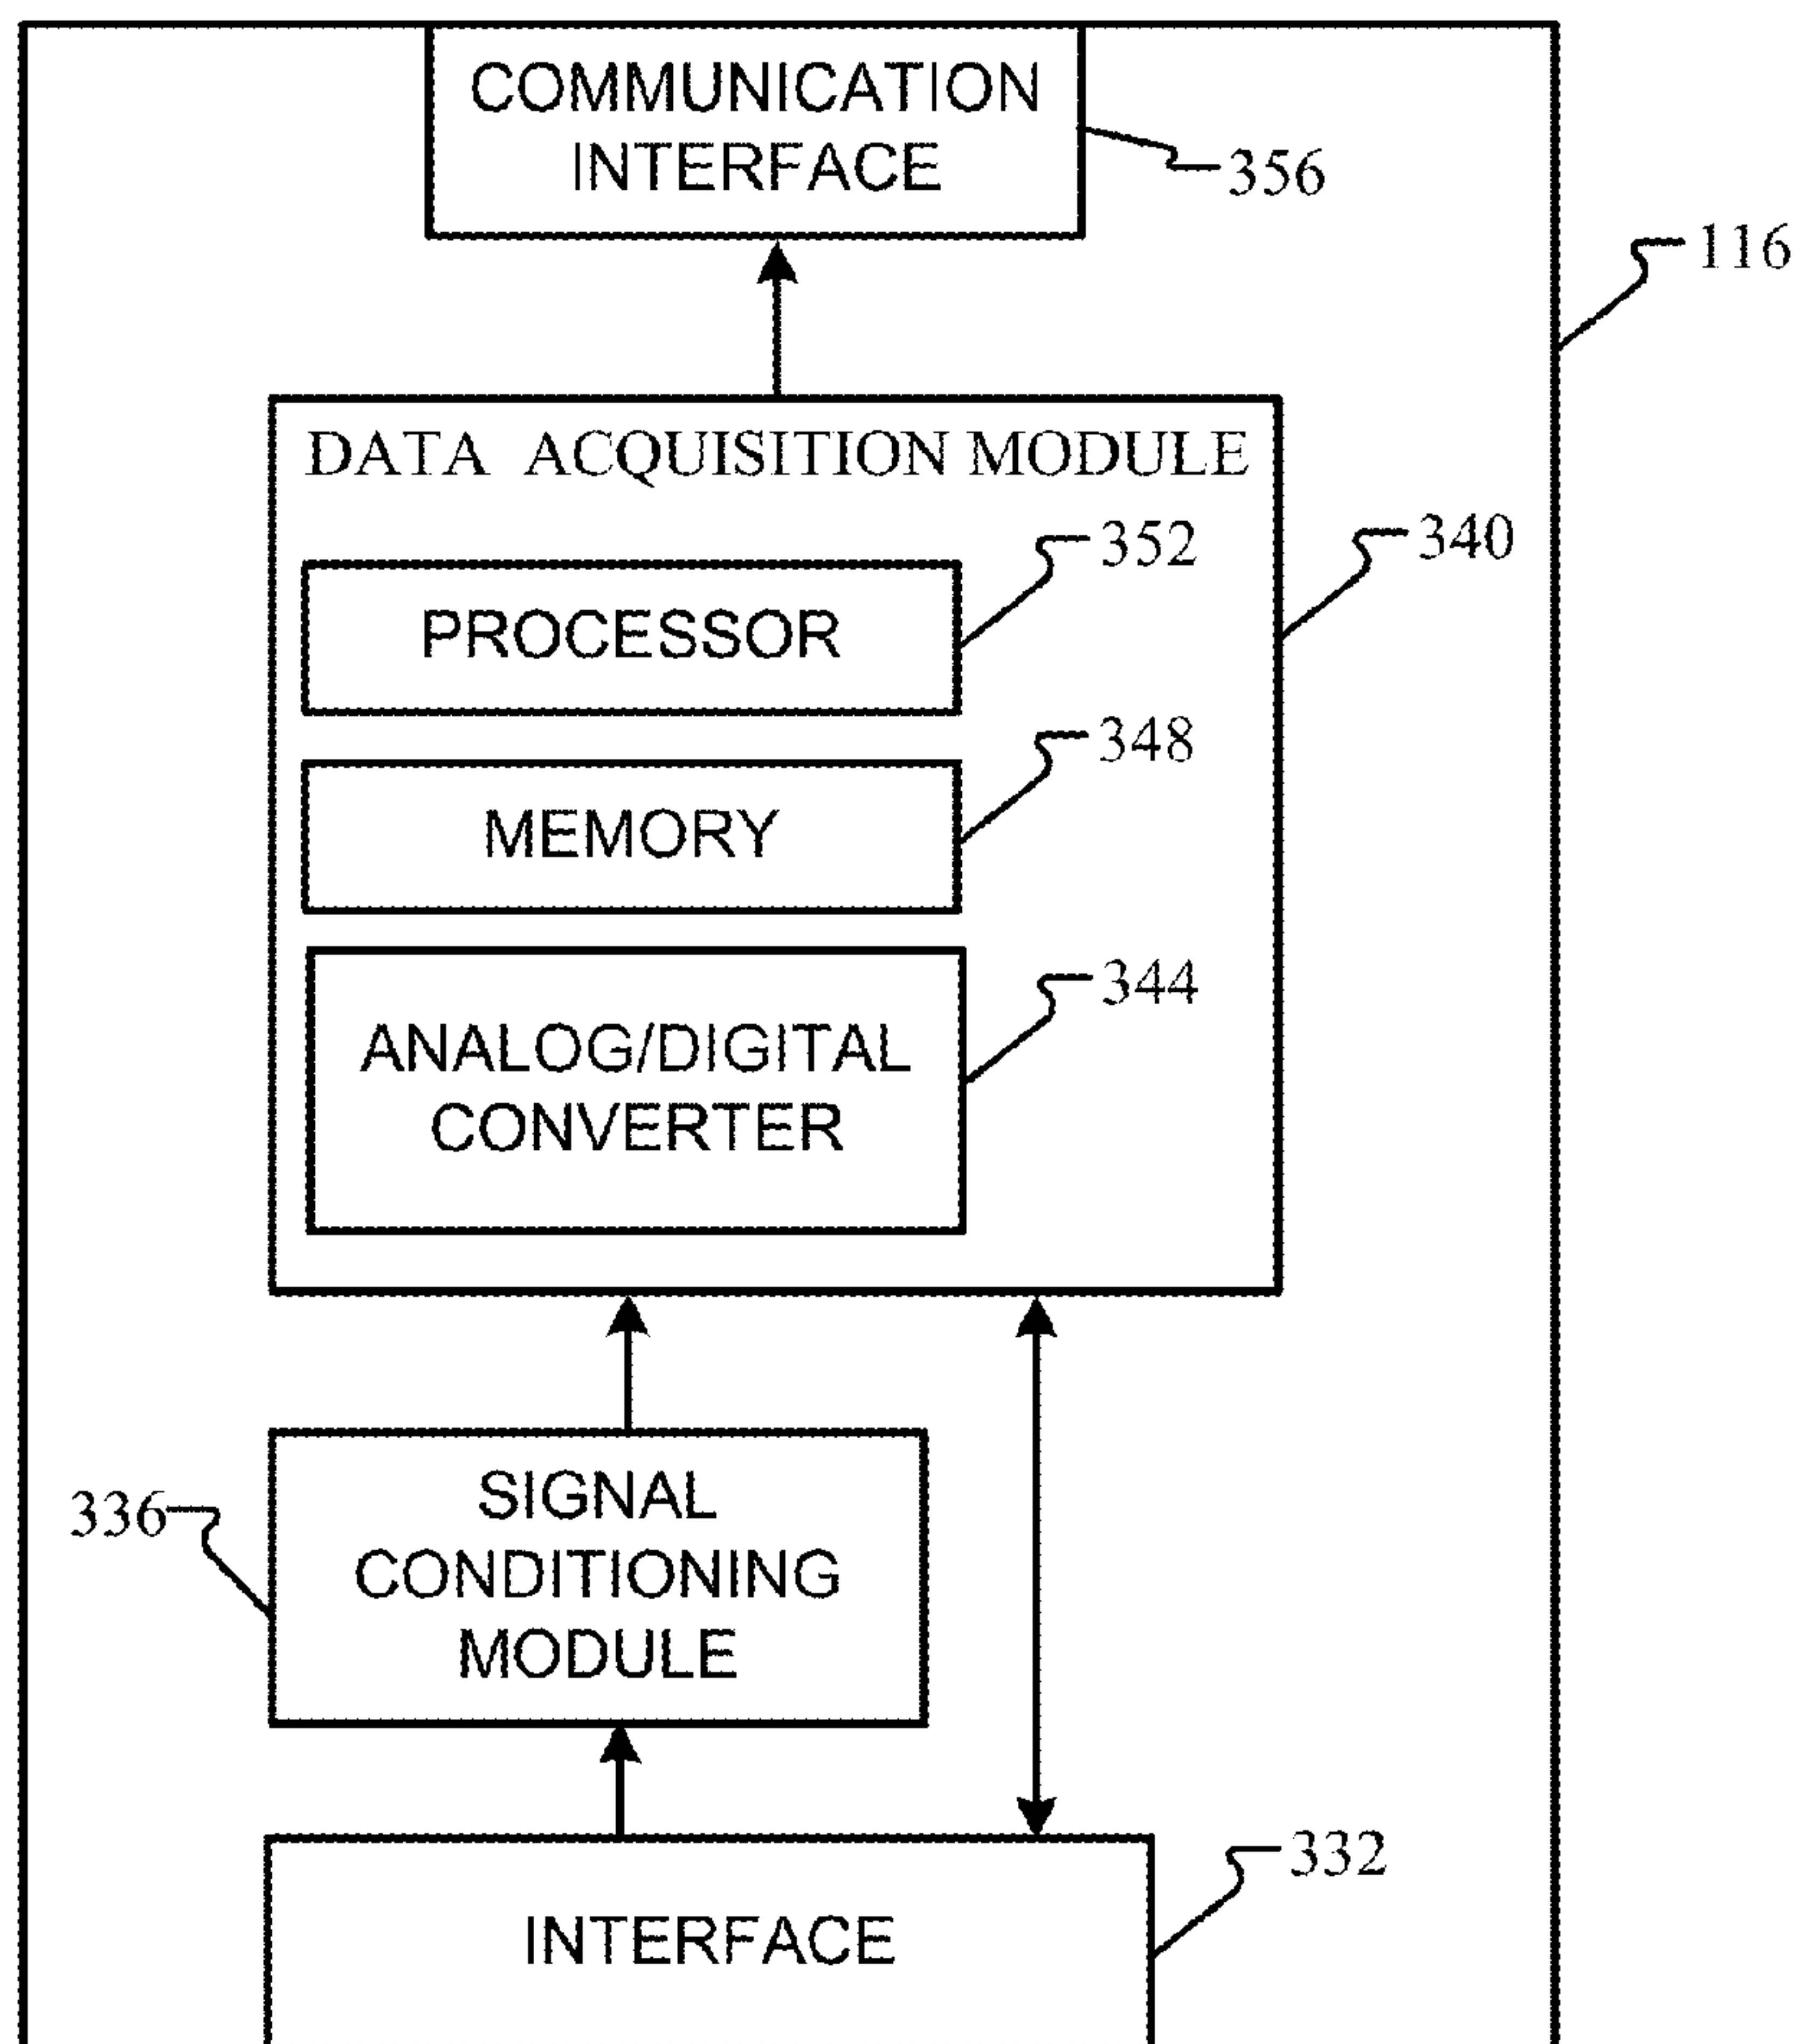 COMMUNICATION
INTERFACE
356
116
DATA ACQUISITION MODULE
352
340
PROCESSOR
348
MEMORY
344
ANALOG/DIGITAL
CONVERTER
336
SIGNAL
CONDITIONING
MODULE
332
INTERFACE